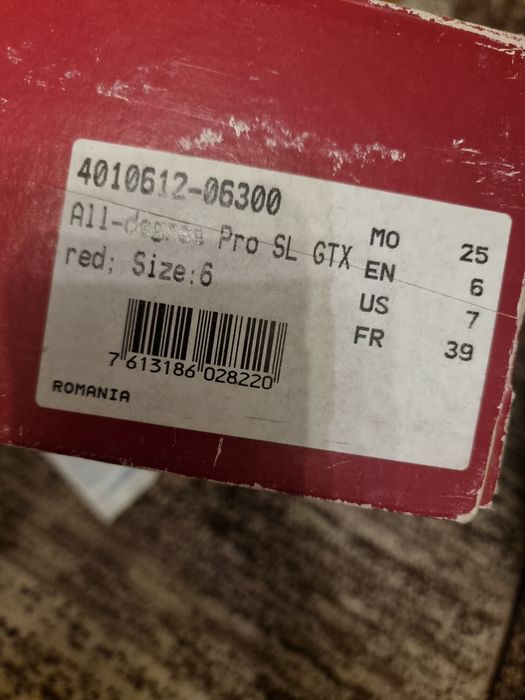 4010612-06300
All-degree Pro SL GTX
red; Size:6
MO 25
EN 6
US 7
FR 39
7 613186 028220
ROMANIA